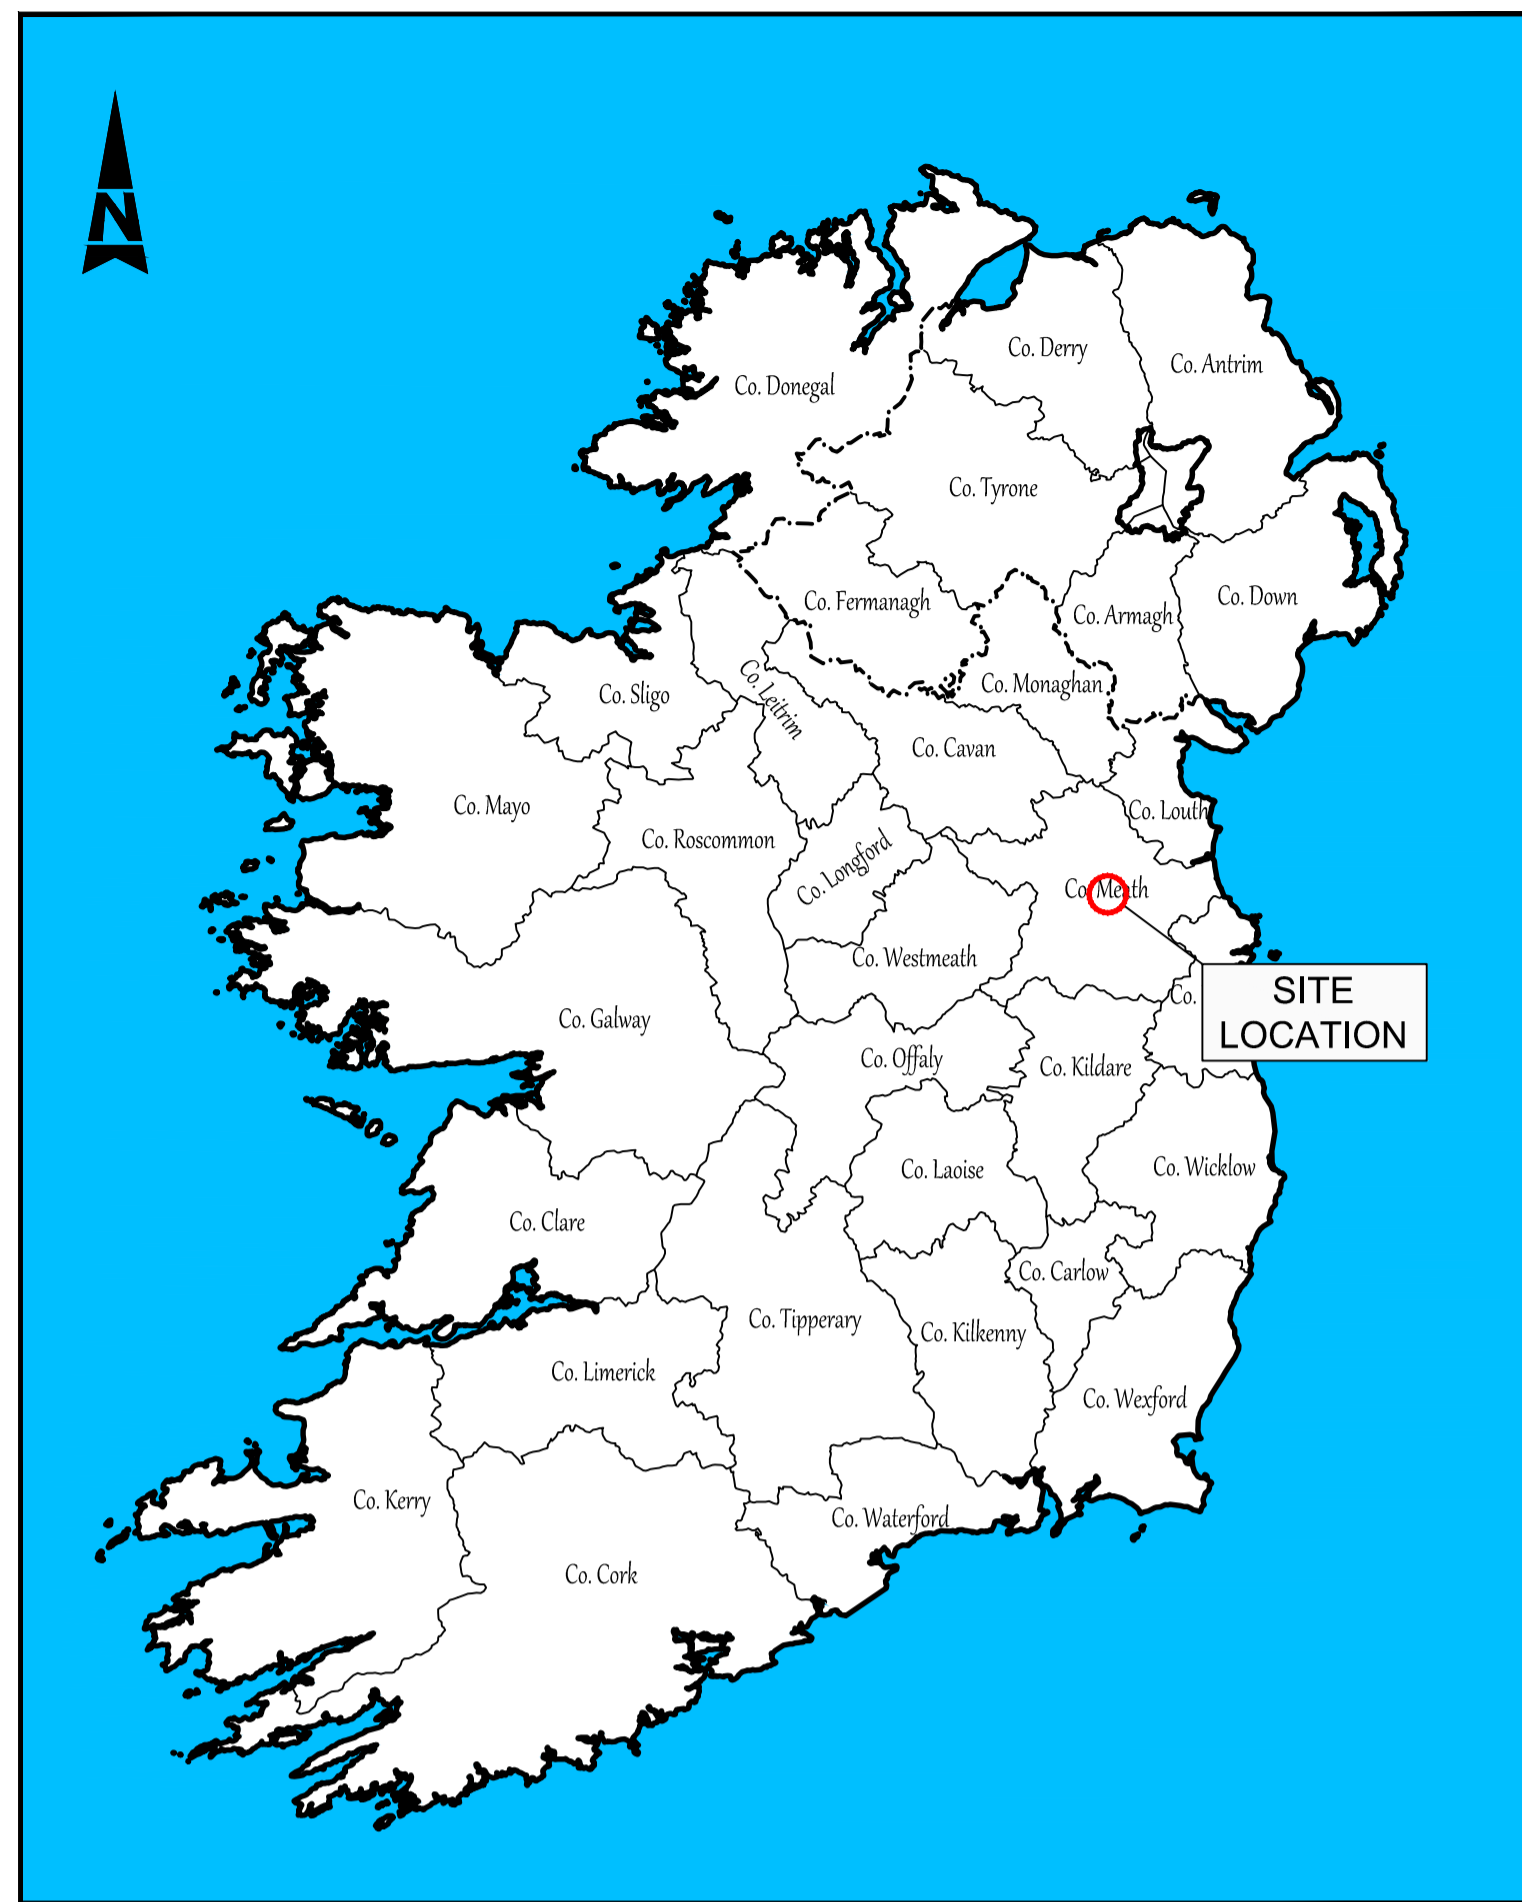 N
Co. Derry
Co. Antrim
Co. Donegal
Co. Tyrone
Co. Fermanagh
Co. Armagh
Co. Down
Co. Monaghan
Co. Sligo
Co. Leitrim
Co. Cavan
Co. Mayo
Co. Louth
Co. Roscommon
Co. Longford
Co. Meath
Co. Westmeath
Co.
SITE
LOCATION
Co. Galway
Co. Offaly
Co. Kildare
Co. Laoise
Co. Wicklow
Co. Clare
Co. Carlow
Co. Tipperary
Co. Kilkenny
Co. Limerick
Co. Wexford
Co. Kerry
Co. Waterford
Co. Cork